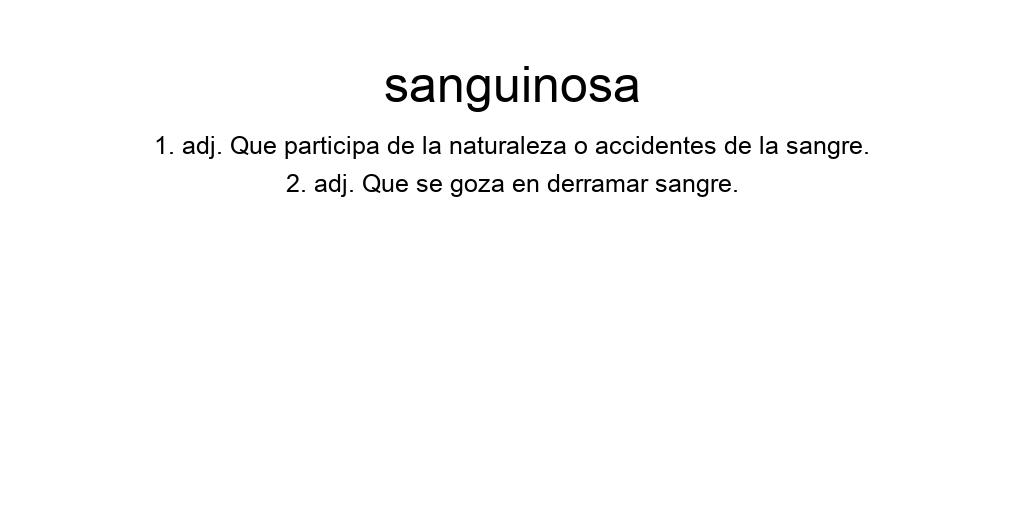 sanguinosa
1. adj. Que participa de la naturaleza o accidentes de la sangre.
2. adj. Que se goza en derramar sangre.